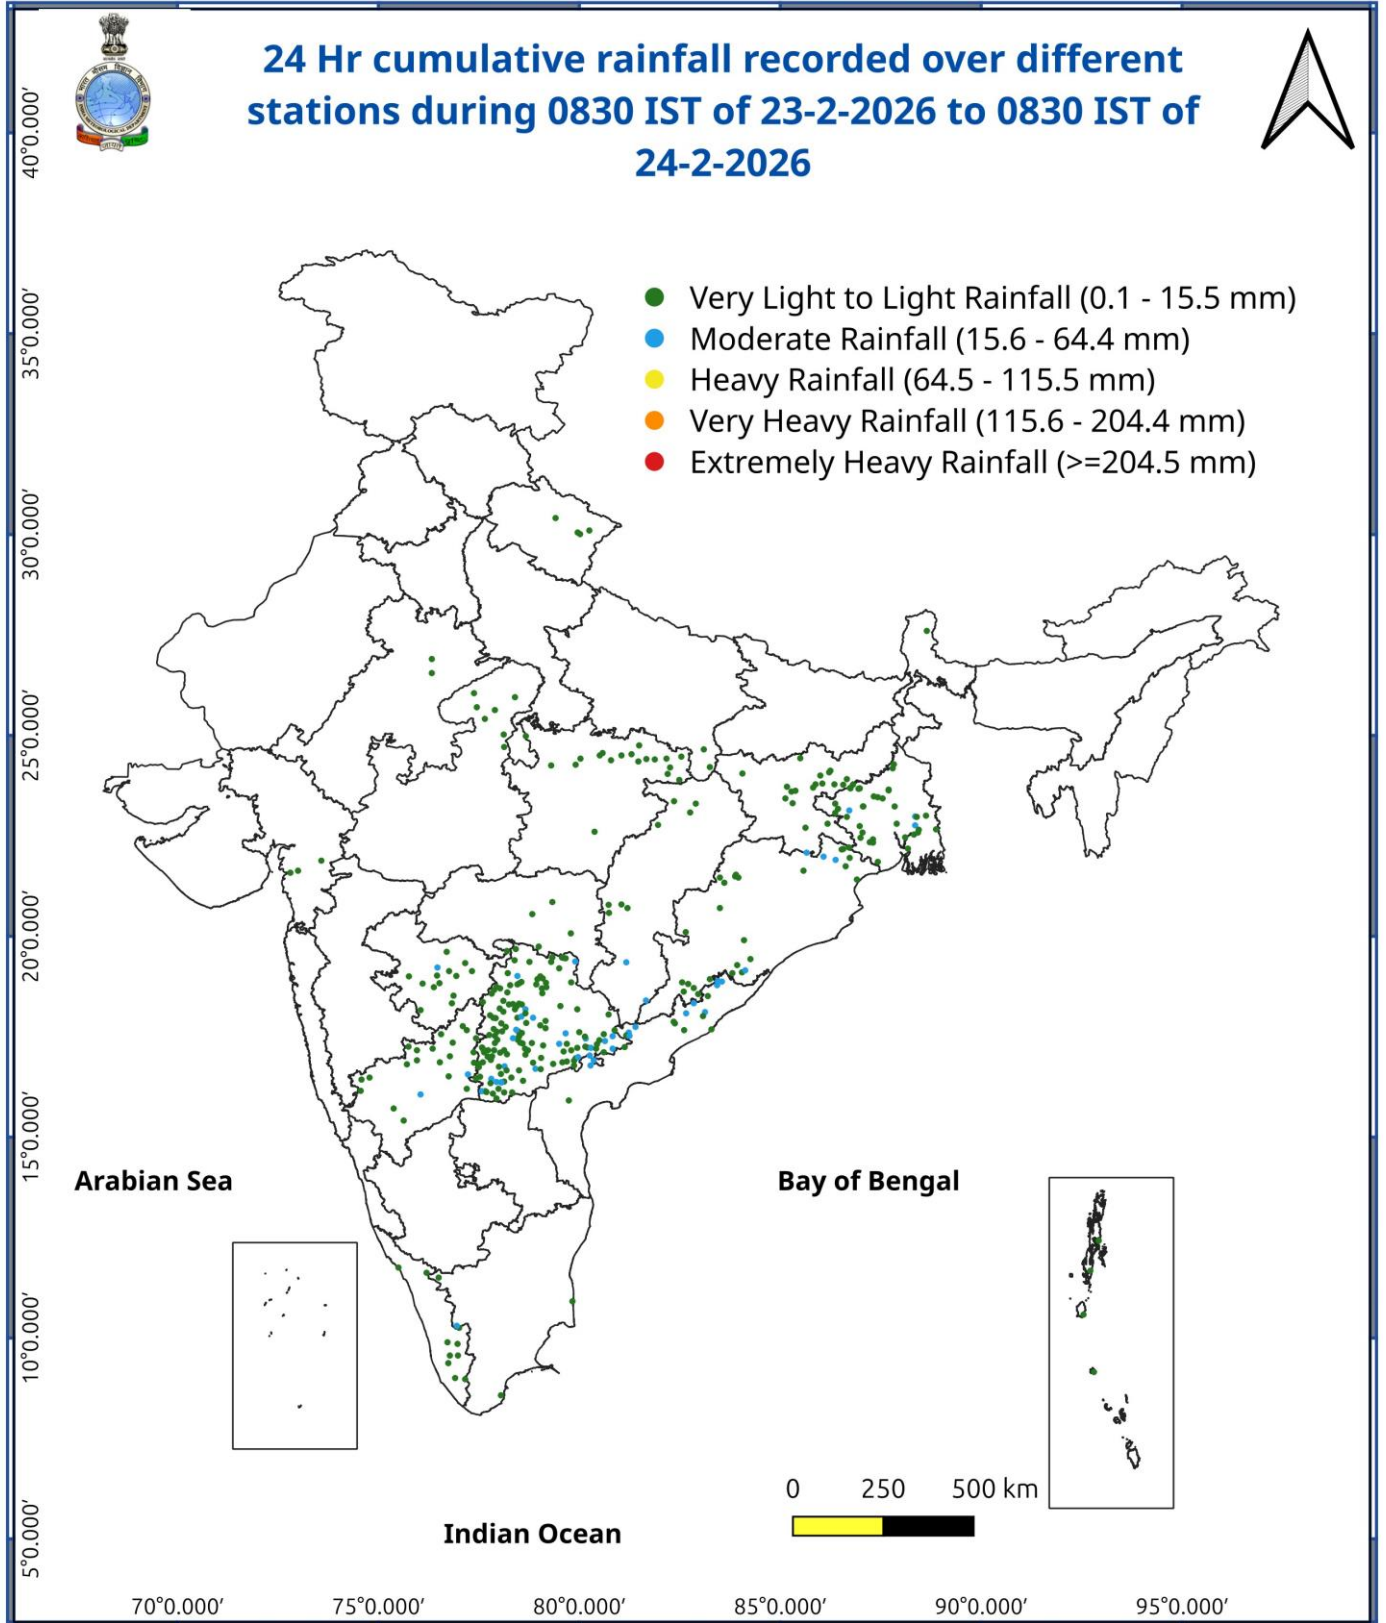 24 Hr cumulative rainfall recorded over different
stations during 0830 IST of 23-2-2026 to 0830 IST of
24-2-2026
Very Light to Light Rainfall (0.1 - 15.5 mm)
Moderate Rainfall (15.6 - 64.4 mm)
Heavy Rainfall (64.5 - 115.5 mm)
Very Heavy Rainfall (115.6 - 204.4 mm)
Extremely Heavy Rainfall (>=204.5 mm)
40°0.000′
35°0.000′
30°0.000′
25°0.000′
20°0.000′
15°0.000′
10°0.000′
5°0.000′
Arabian Sea
Bay of Bengal
Indian Ocean
0 250 500 km
70°0.000′ 75°0.000′ 80°0.000′ 85°0.000′ 90°0.000′ 95°0.000′